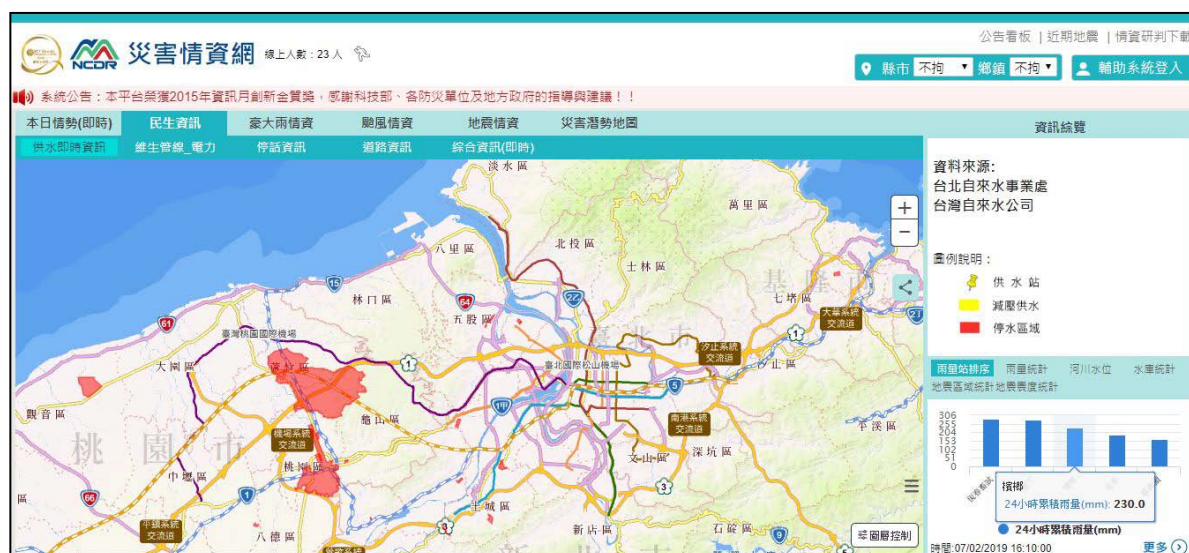 公告看板 | 近期地震 | 情資研判下載
NCDR 災害情資網 線上人數:23 人
縣市 不拘 鄉鎮 不拘 輔助系統登入
系統公告:本平台榮獲2015年資訊月創新金質獎,感謝科技部、各防災單位及地方政府的指導與建議!!
本日情勢(即時) 民生資訊 豪大雨情資 颱風情資 地震情資 災害潛勢地圖
供水即時資訊 維生管線_電力 停話資訊 道路資訊 綜合資訊(即時)
資訊綜覽
資料來源:
台北自來水事業處
台灣自來水公司
圖例說明:
供 水 站
減壓供水
停水區域
淡水區
萬里區
+
−
八里區
北投區
士林區
15
林口區
64
五股區
2乙
七堵區
大華系統
交流道
61
臺灣桃園國際機場
臺北市
1
汐止系統
交流道
大園區
1
臺北國際松山機場
汐止區
5
觀音區
龜山區
1甲
南港系統
交流道
平溪區
機場系統
交流道
桃園市
桃園區
文山區
深坑區
中壢區
66
1
3
土城區
平鎮系統
交流道
八德區
3
新店區
石碇區
9
圖層控制
雨量站排序 雨量統計 河川水位 水庫統計
地震區域統計 地震震度統計
306
255
204
153
102
51
0
檳榔
24小時累積雨量(mm): 230.0
24小時累積雨量(mm)
時間:07/02/2019 16:10:00 更多